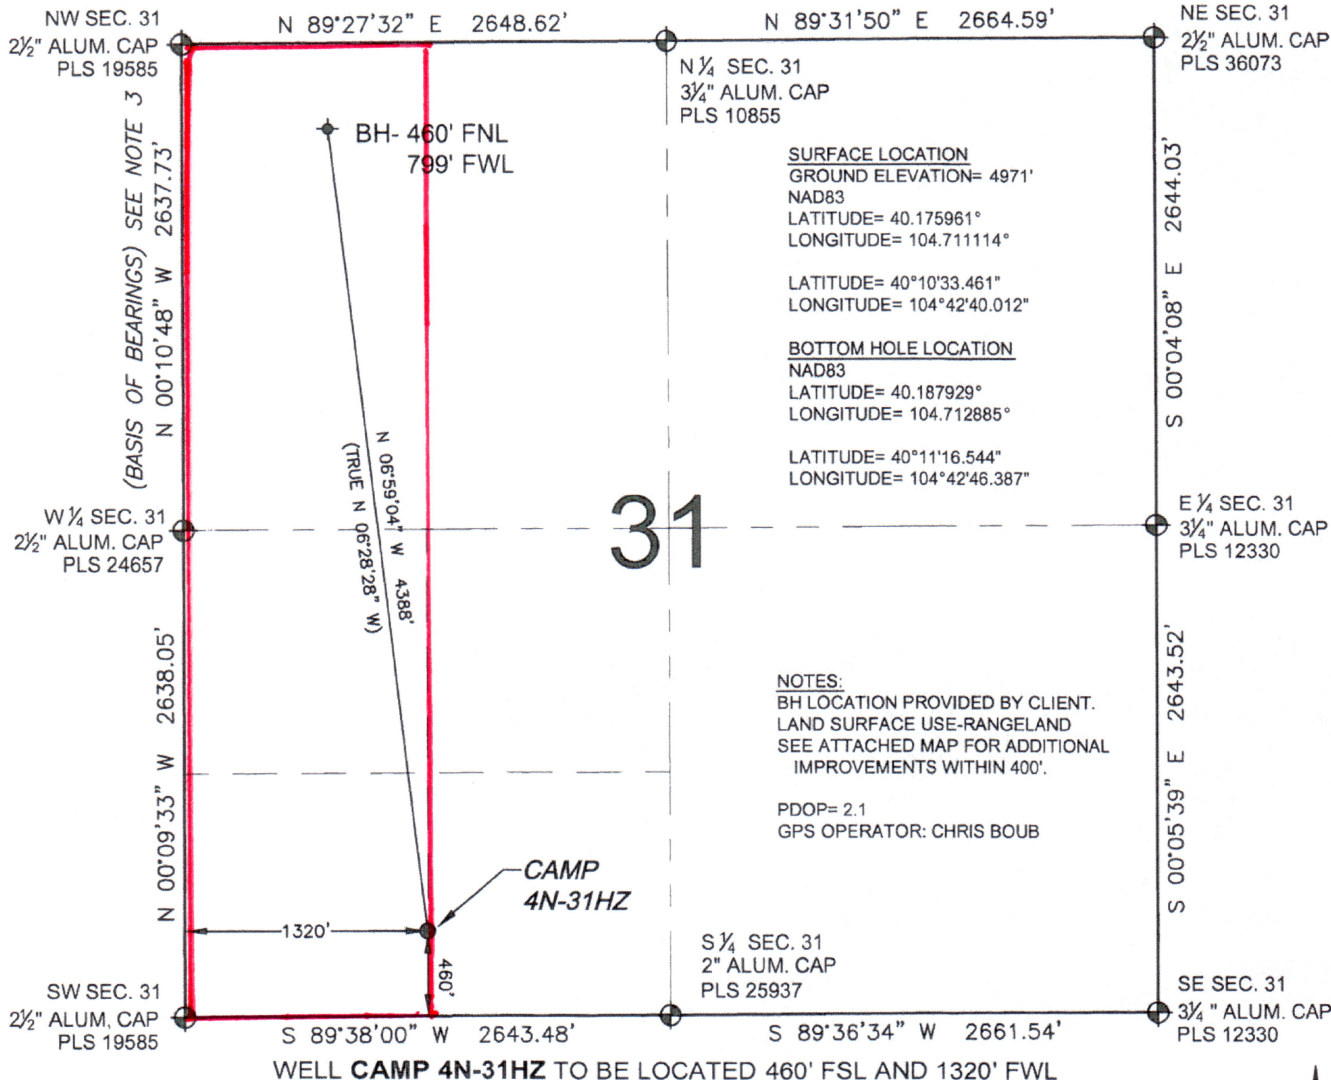 NW SEC. 31
2½" ALUM. CAP
PLS 19585
N 89°27'32" E 2648.62'
N 89°31'50" E 2664.59'
NE SEC. 31
2½" ALUM. CAP
PLS 36073
N ¼ SEC. 31
3¼" ALUM. CAP
PLS 10855
(BASIS OF BEARINGS) SEE NOTE 3
N 00°10'48" W 2637.73'
BH- 460' FNL
799' FWL
SURFACE LOCATION
GROUND ELEVATION= 4971'
NAD83
LATITUDE= 40.175961°
LONGITUDE= 104.711114°
LATITUDE= 40°10'33.461"
LONGITUDE= 104°42'40.012"
BOTTOM HOLE LOCATION
NAD83
LATITUDE= 40.187929°
LONGITUDE= 104.712885°
LATITUDE= 40°11'16.544"
LONGITUDE= 104°42'46.387"
S 00°04'08" E 2644.03'
N 06°59'04" W 4388'
(TRUE N 06°28'28" W)
W ¼ SEC. 31
2½" ALUM. CAP
PLS 24657
31
E ¼ SEC. 31
3¼" ALUM. CAP
PLS 12330
N 00°09'33" W 2638.05'
NOTES:
BH LOCATION PROVIDED BY CLIENT.
LAND SURFACE USE-RANGELAND
SEE ATTACHED MAP FOR ADDITIONAL
IMPROVEMENTS WITHIN 400'.
PDOP= 2.1
GPS OPERATOR: CHRIS BOUB
S 00°05'39" E 2643.52'
CAMP
4N-31HZ
1320'
460'
S ¼ SEC. 31
2" ALUM. CAP
PLS 25937
SW SEC. 31
2½" ALUM, CAP
PLS 19585
SE SEC. 31
3¼" ALUM. CAP
PLS 12330
S 89°38'00" W 2643.48'
S 89°36'34" W 2661.54'
WELL CAMP 4N-31HZ TO BE LOCATED 460' FSL AND 1320' FWL